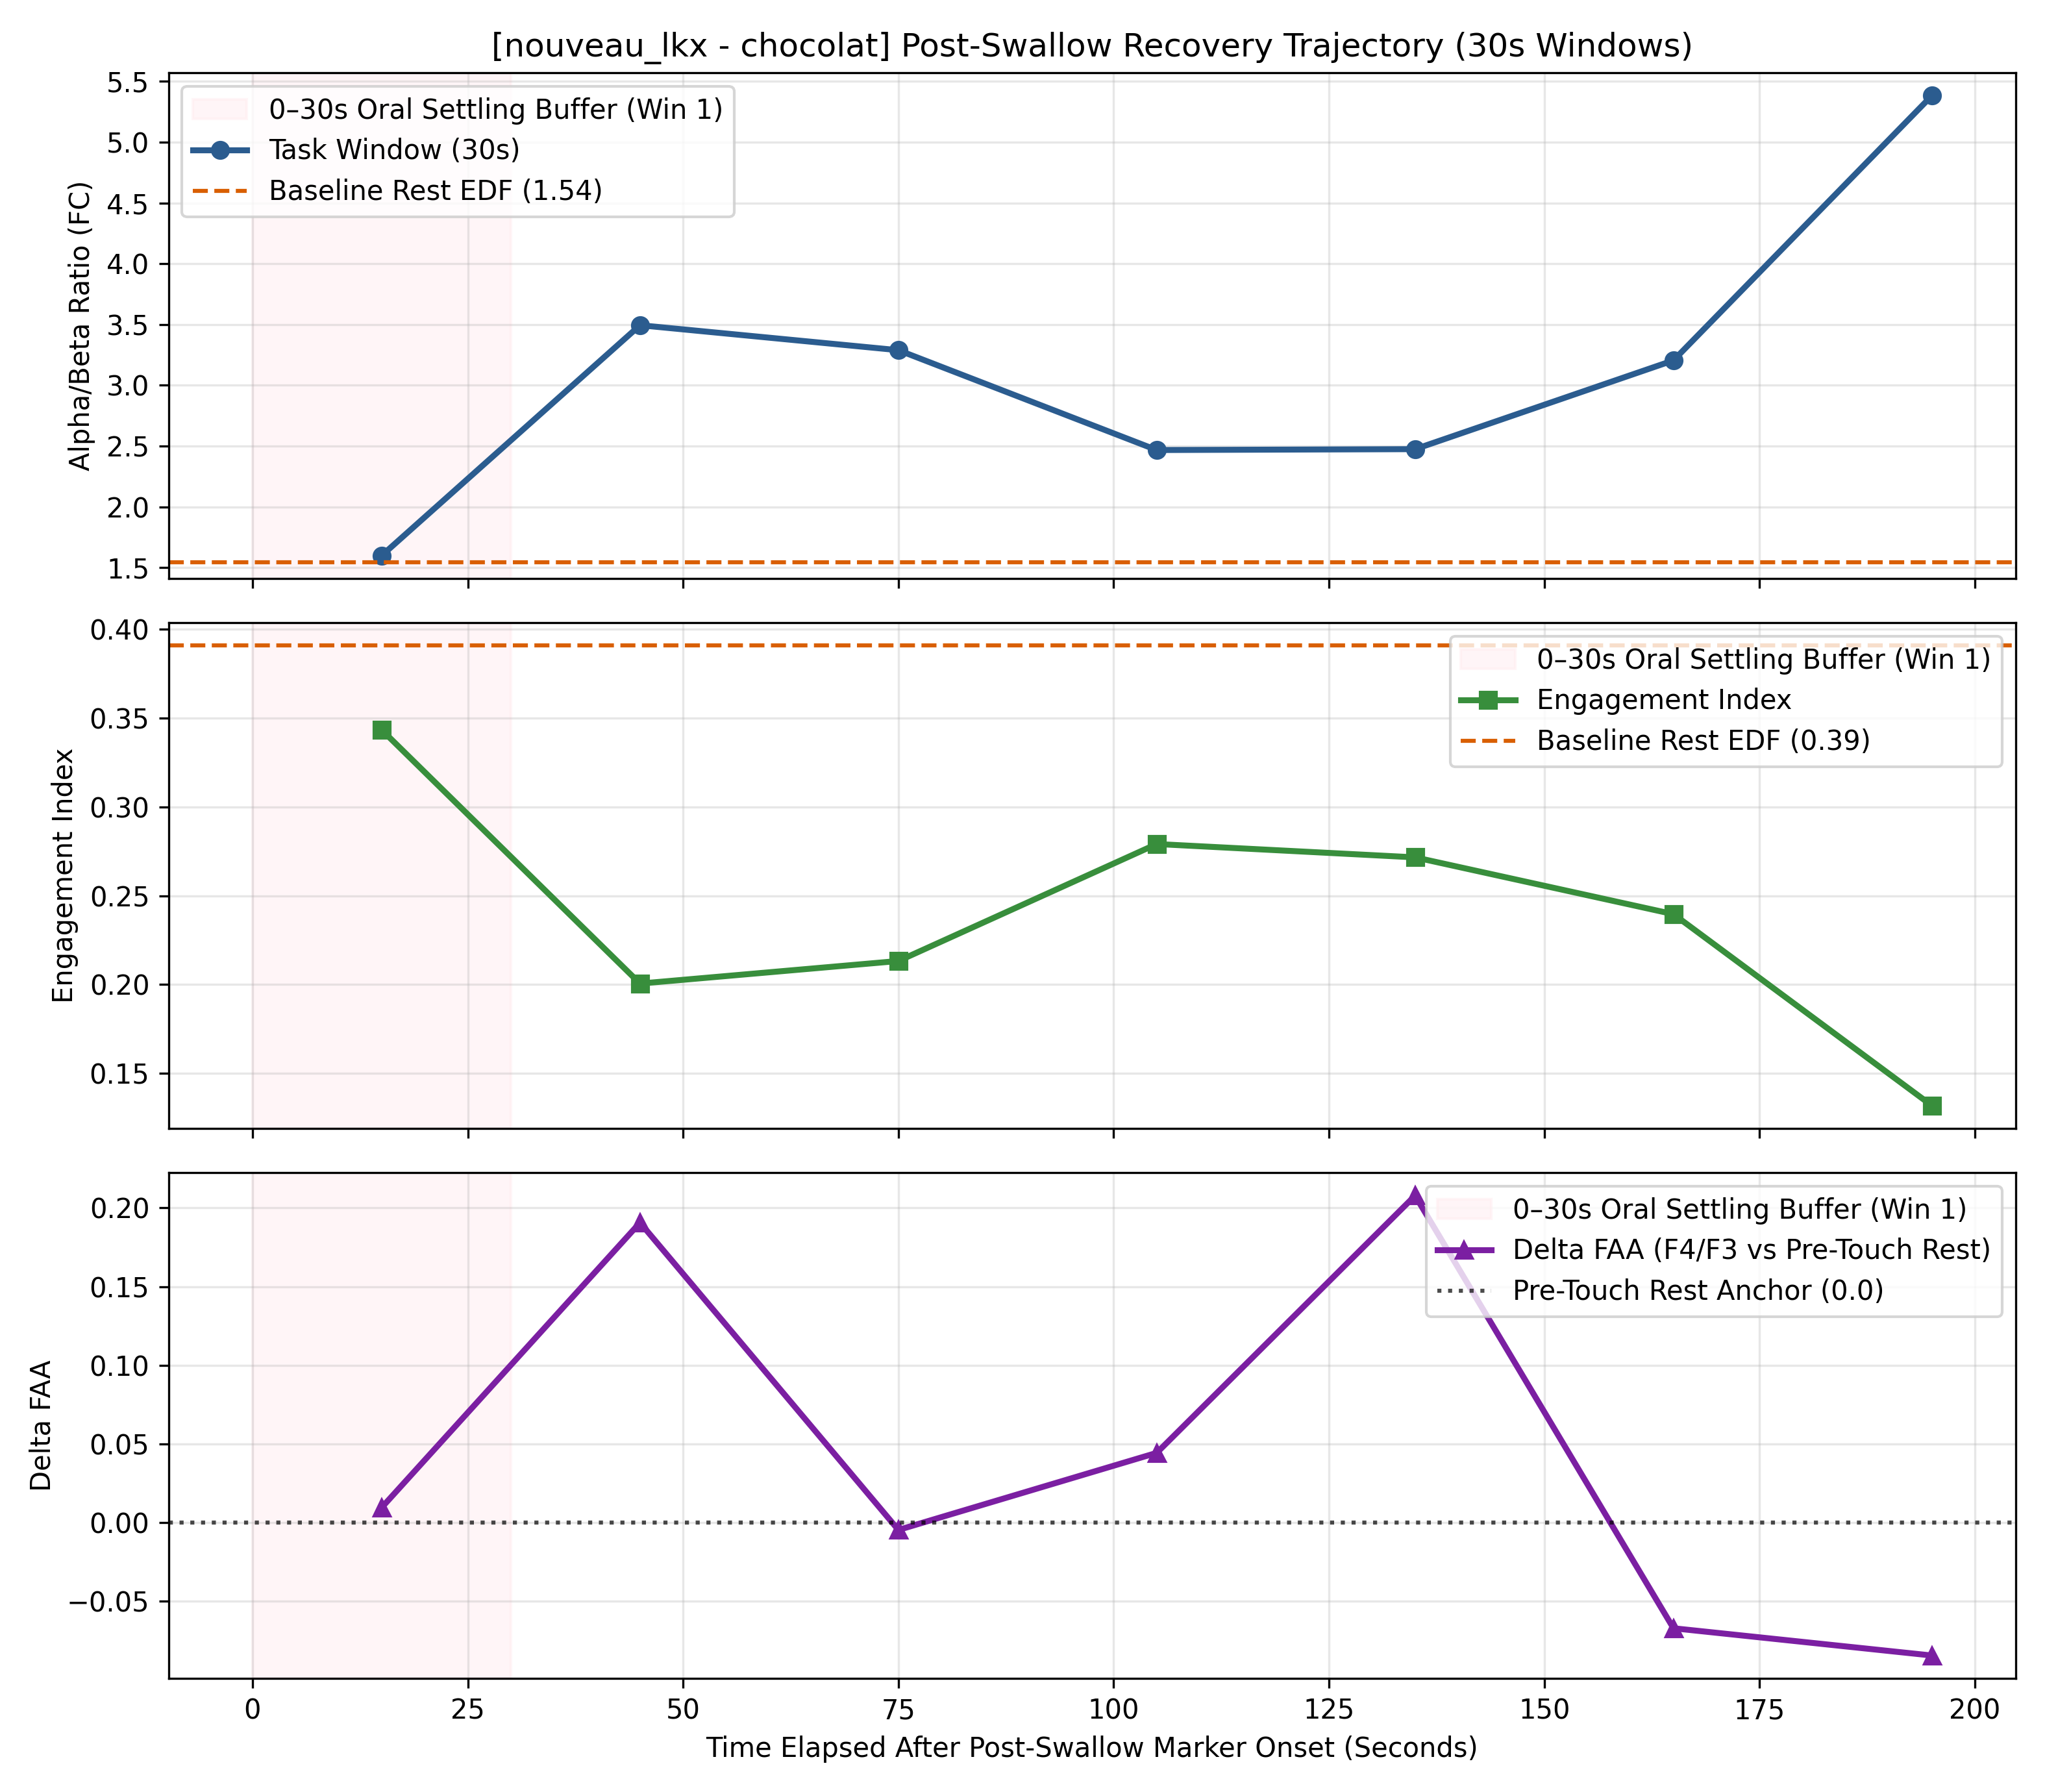 [nouveau_lkx - chocolat] Post-Swallow Recovery Trajectory (30s Windows)
5.5
5.0
4.5
4.0
3.5
3.0
2.5
2.0
1.5
Alpha/Beta Ratio (FC)
0–30s Oral Settling Buffer (Win 1)
Task Window (30s)
Baseline Rest EDF (1.54)
0.40
0.35
0.30
0.25
0.20
0.15
Engagement Index
0–30s Oral Settling Buffer (Win 1)
Engagement Index
Baseline Rest EDF (0.39)
0.20
0.15
0.10
0.05
0.00
−0.05
Delta FAA
0–30s Oral Settling Buffer (Win 1)
Delta FAA (F4/F3 vs Pre-Touch Rest)
Pre-Touch Rest Anchor (0.0)
0 25 50 75 100 125 150 175 200
Time Elapsed After Post-Swallow Marker Onset (Seconds)